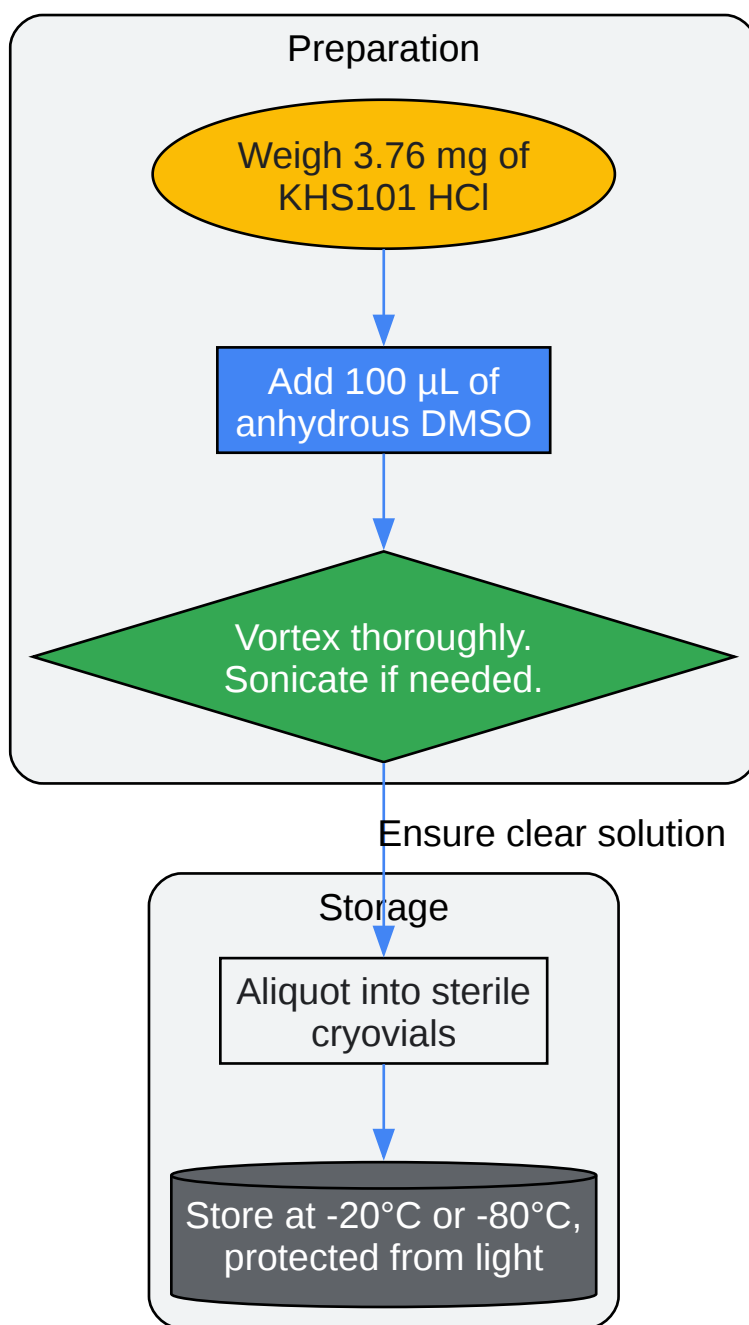 Preparation
Weigh 3.76 mg of
KHS101 HCl
Add 100 µL of
anhydrous DMSO
Vortex thoroughly.
Sonicate if needed.
Ensure clear solution
Storage
Aliquot into sterile
cryovials
Store at -20°C or -80°C,
protected from light